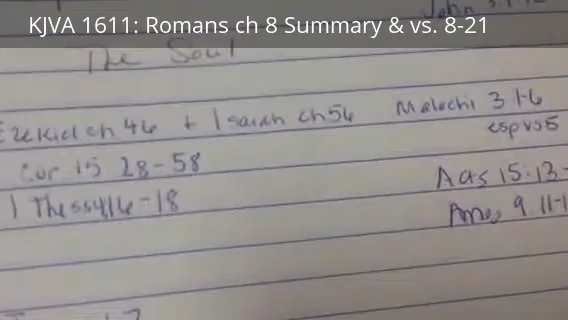 KJVA 1611: Romans ch 8 Summary & vs. 8-21
John
The Soul
Ezekiel ch 46 + Isaiah ch 56 Malachi 3 1-6
esp vs 5
Cor 15 28-58
Acts 15:13-
1 Thess 4 16-18
Amos 9 11-1